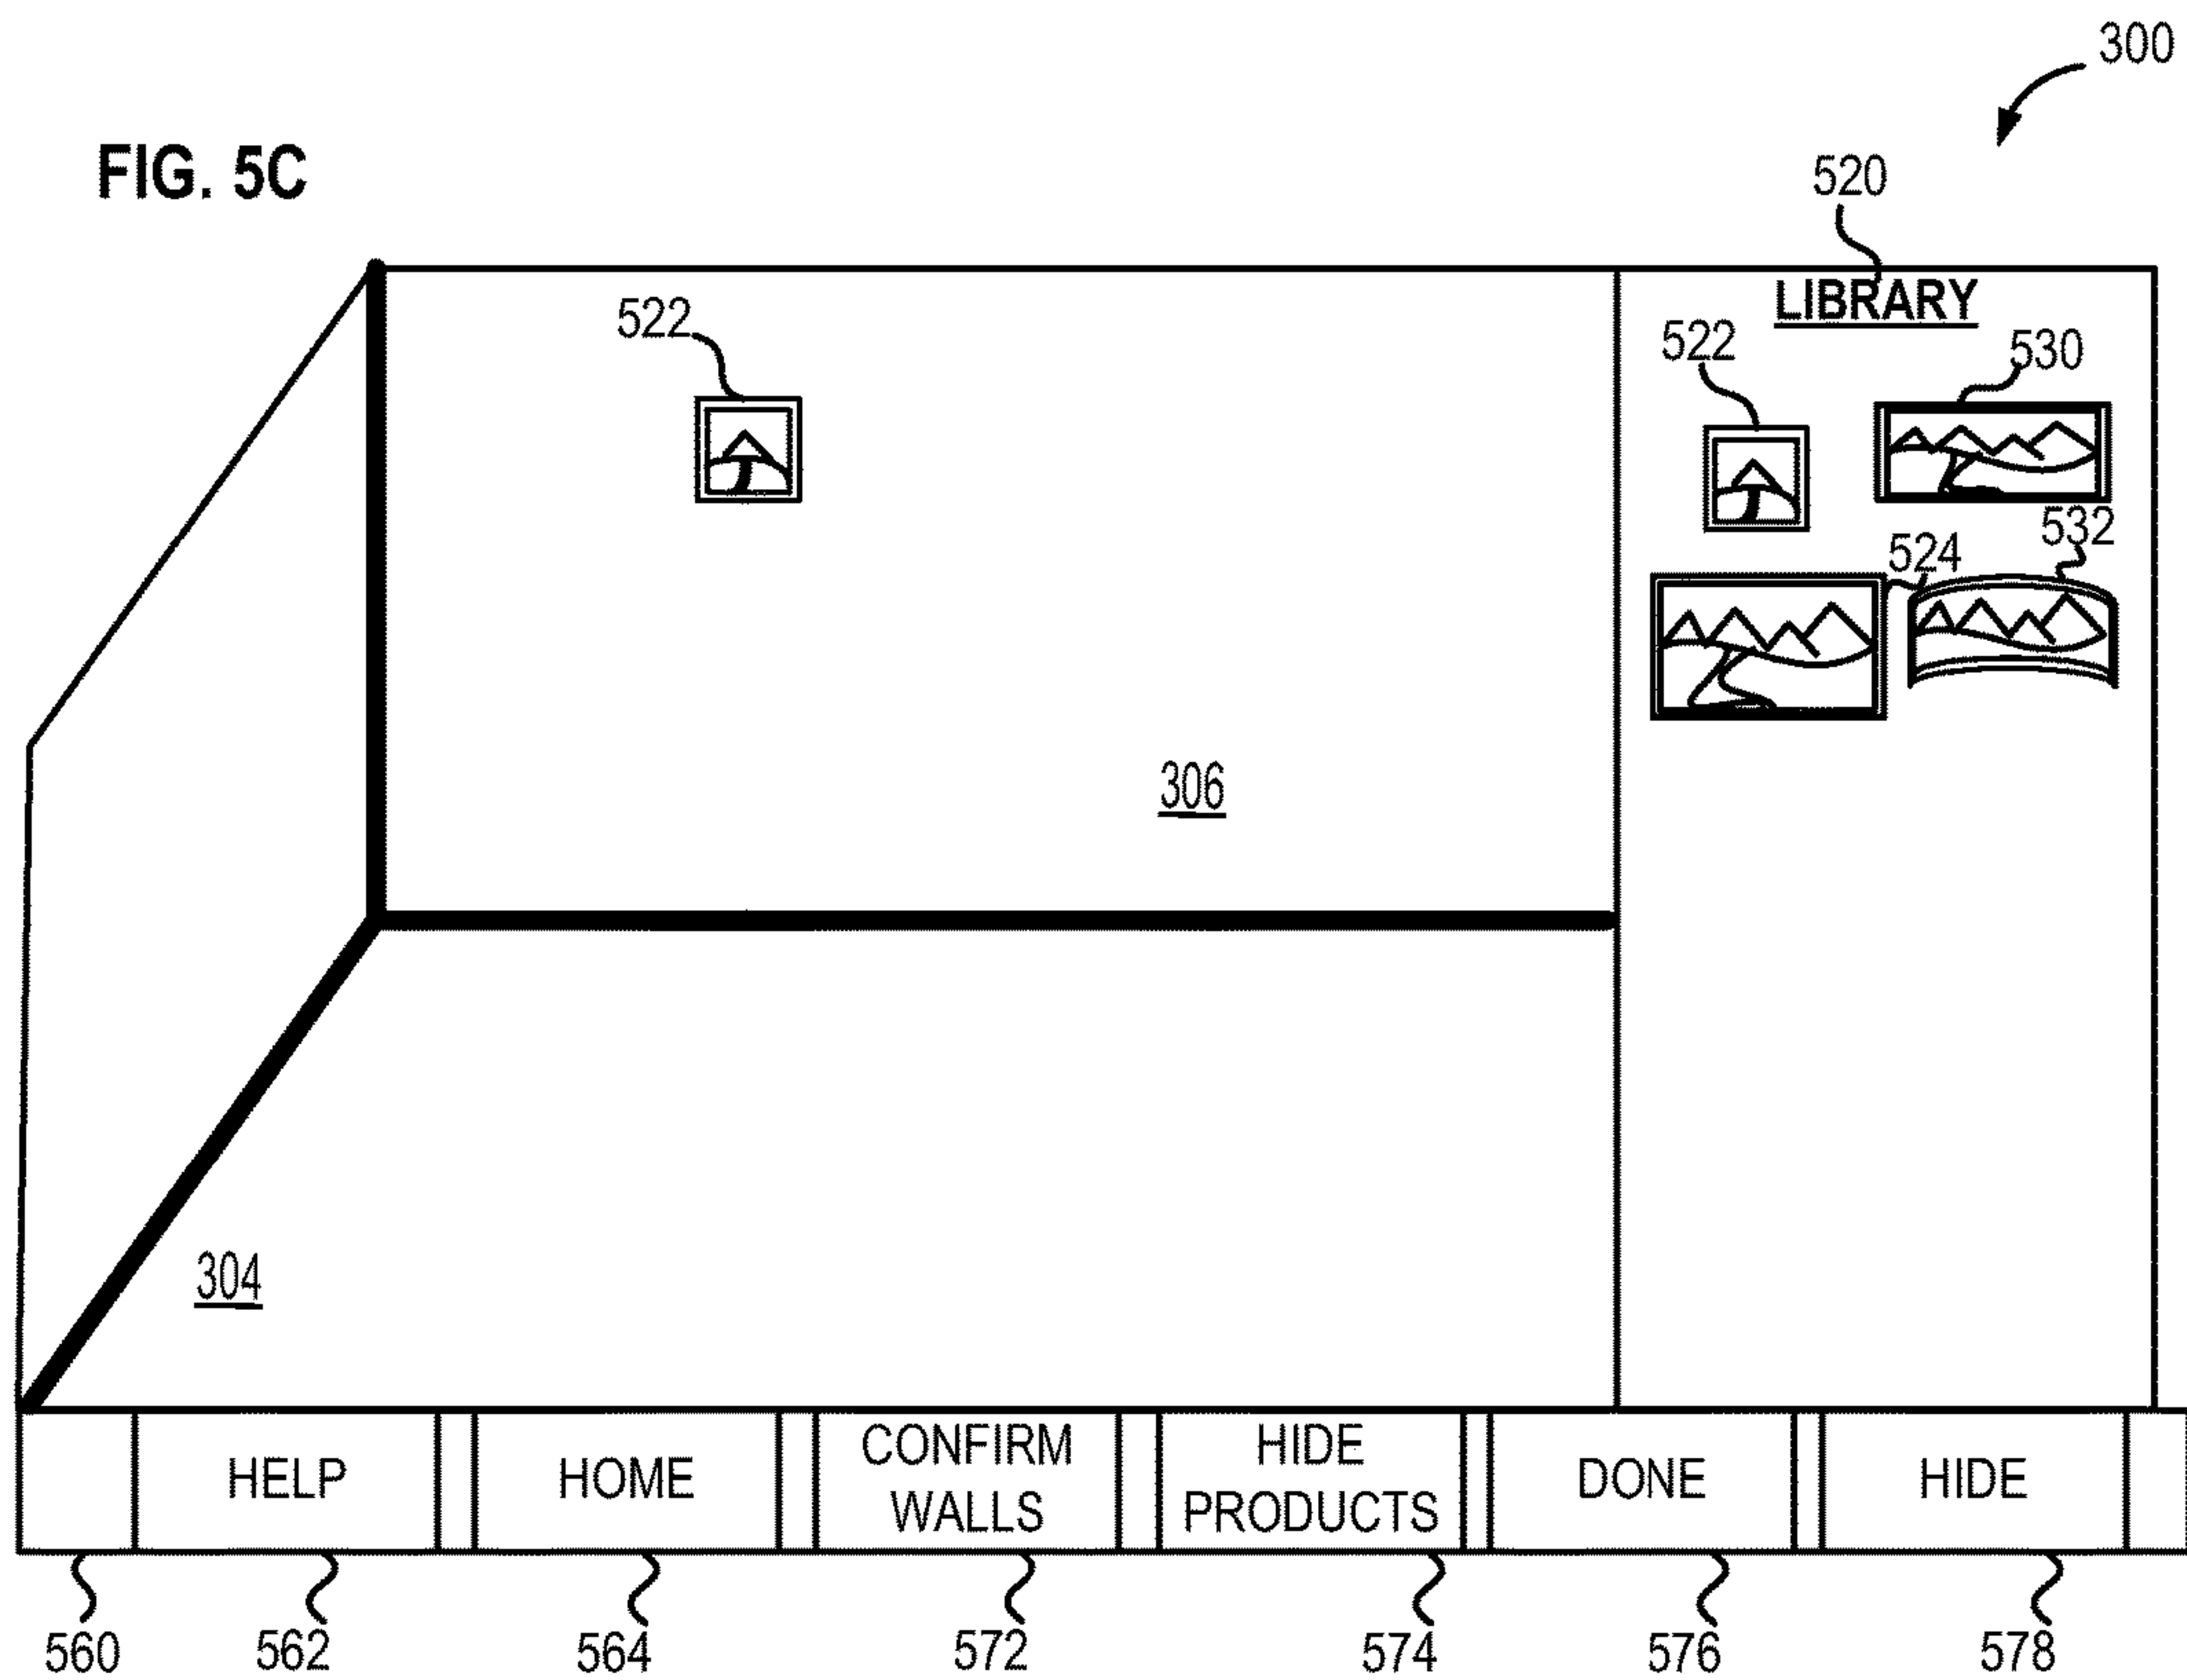 300
FIG. 5C
520
LIBRARY
522
522
530
524
532
306
304
HELP
HOME
CONFIRM
WALLS
HIDE
PRODUCTS
DONE
HIDE
560
562
564
572
574
576
578